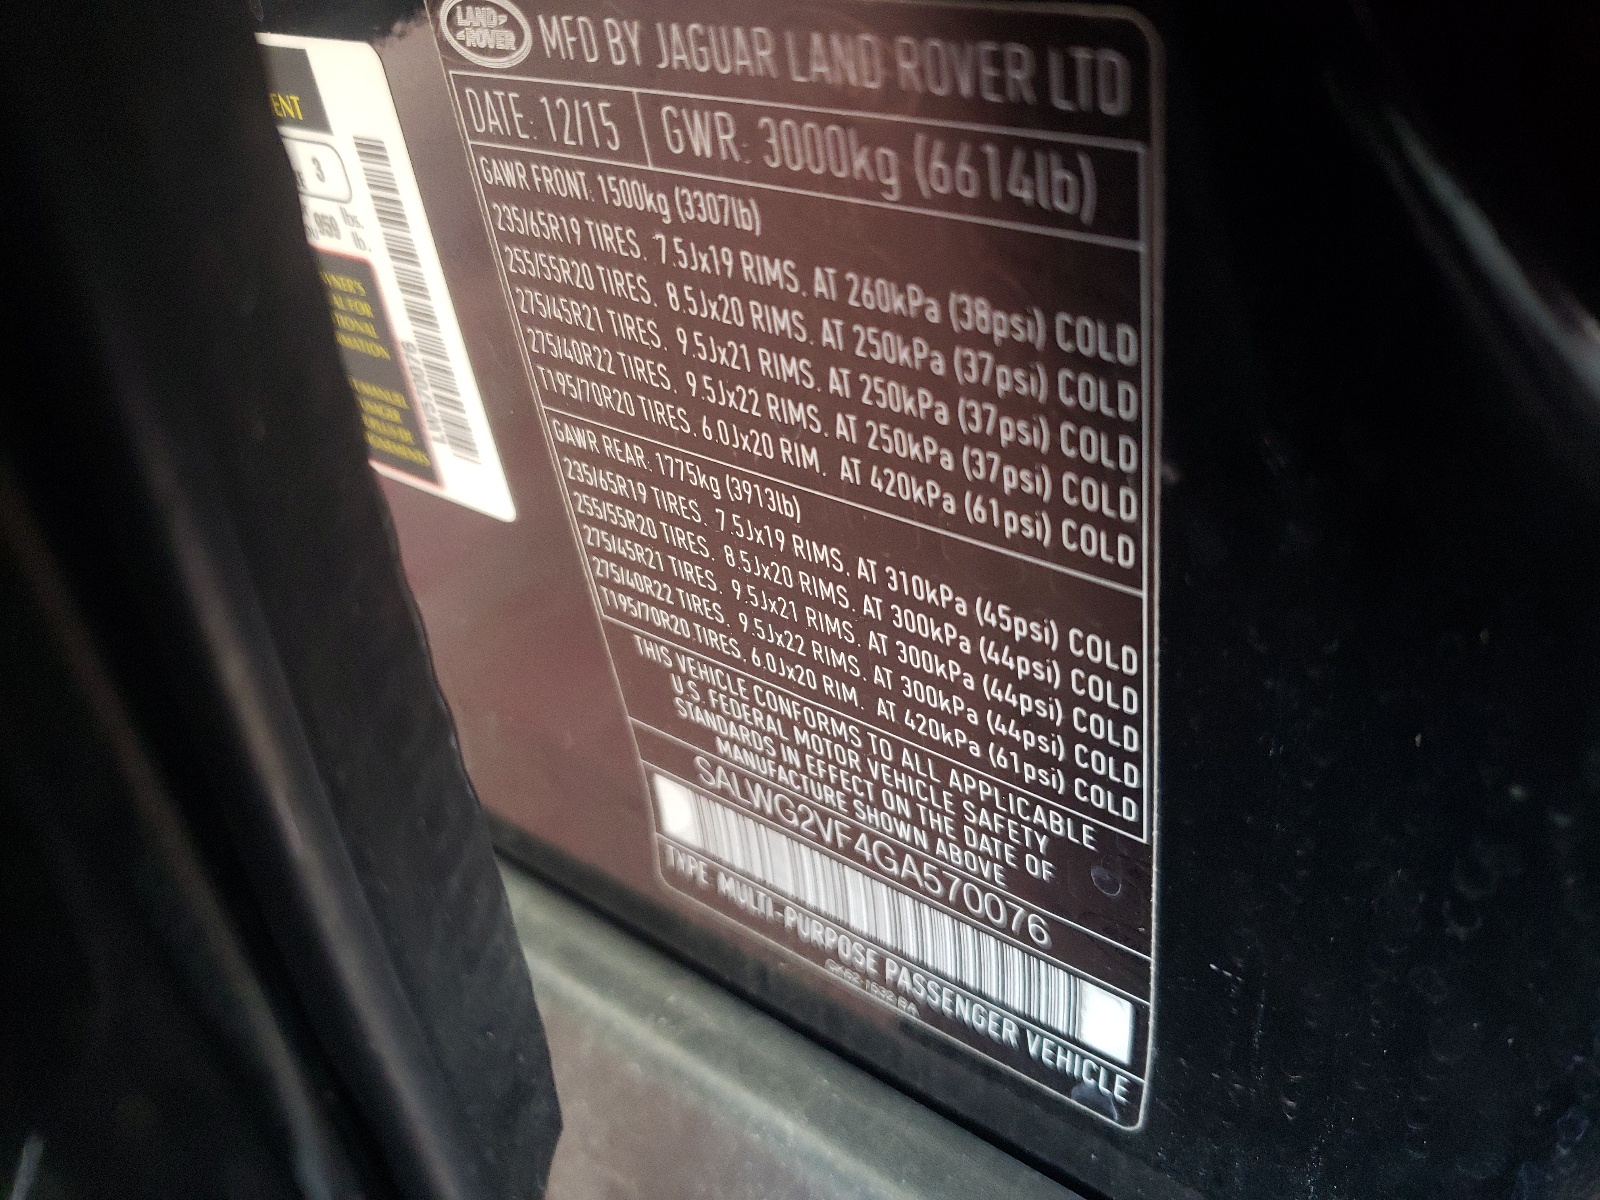 LAND ROVER
MFD BY JAGUAR LAND ROVER LTD
DATE: 12/15 GWR: 3000kg (6614lb)
GAWR FRONT: 1500kg (3307lb)
235/65R19 TIRES. 7.5Jx19 RIMS. AT 260kPa (38psi) COLD
255/55R20 TIRES. 8.5Jx20 RIMS. AT 250kPa (37psi) COLD
275/45R21 TIRES. 9.5Jx21 RIMS. AT 250kPa (37psi) COLD
275/40R22 TIRES. 9.5Jx22 RIMS. AT 250kPa (37psi) COLD
T195/70R20 TIRES. 6.0Jx20 RIM. AT 420kPa (61psi) COLD
GAWR REAR: 1775kg (3913lb)
235/65R19 TIRES. 7.5Jx19 RIMS. AT 310kPa (45psi) COLD
255/55R20 TIRES. 8.5Jx20 RIMS. AT 300kPa (44psi) COLD
275/45R21 TIRES. 9.5Jx21 RIMS. AT 300kPa (44psi) COLD
275/40R22 TIRES. 9.5Jx22 RIMS. AT 300kPa (44psi) COLD
T195/70R20 TIRES. 6.0Jx20 RIM. AT 420kPa (61psi) COLD
THIS VEHICLE CONFORMS TO ALL APPLICABLE
U.S. FEDERAL MOTOR VEHICLE SAFETY
STANDARDS IN EFFECT ON THE DATE OF
MANUFACTURE SHOWN ABOVE
SALWG2VF4GA570076
TYPE MULTI-PURPOSE PASSENGER VEHICLE
ENT
3
959 lbs.
lb.